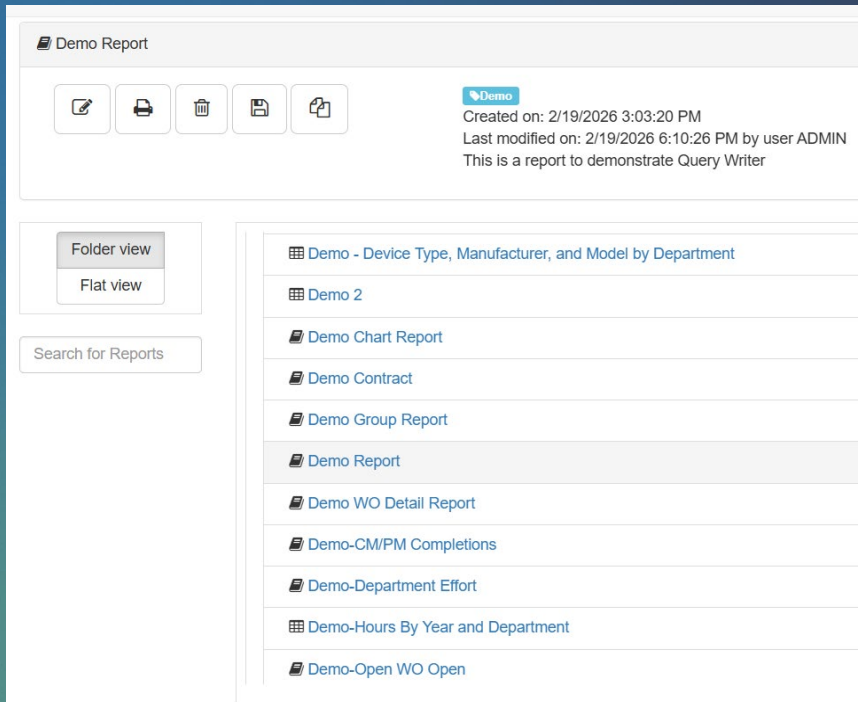 Demo Report
Demo
Created on: 2/19/2026 3:03:20 PM
Last modified on: 2/19/2026 6:10:26 PM by user ADMIN
This is a report to demonstrate Query Writer
Folder view
Flat view
Search for Reports
Demo - Device Type, Manufacturer, and Model by Department
Demo 2
Demo Chart Report
Demo Contract
Demo Group Report
Demo Report
Demo WO Detail Report
Demo-CM/PM Completions
Demo-Department Effort
Demo-Hours By Year and Department
Demo-Open WO Open